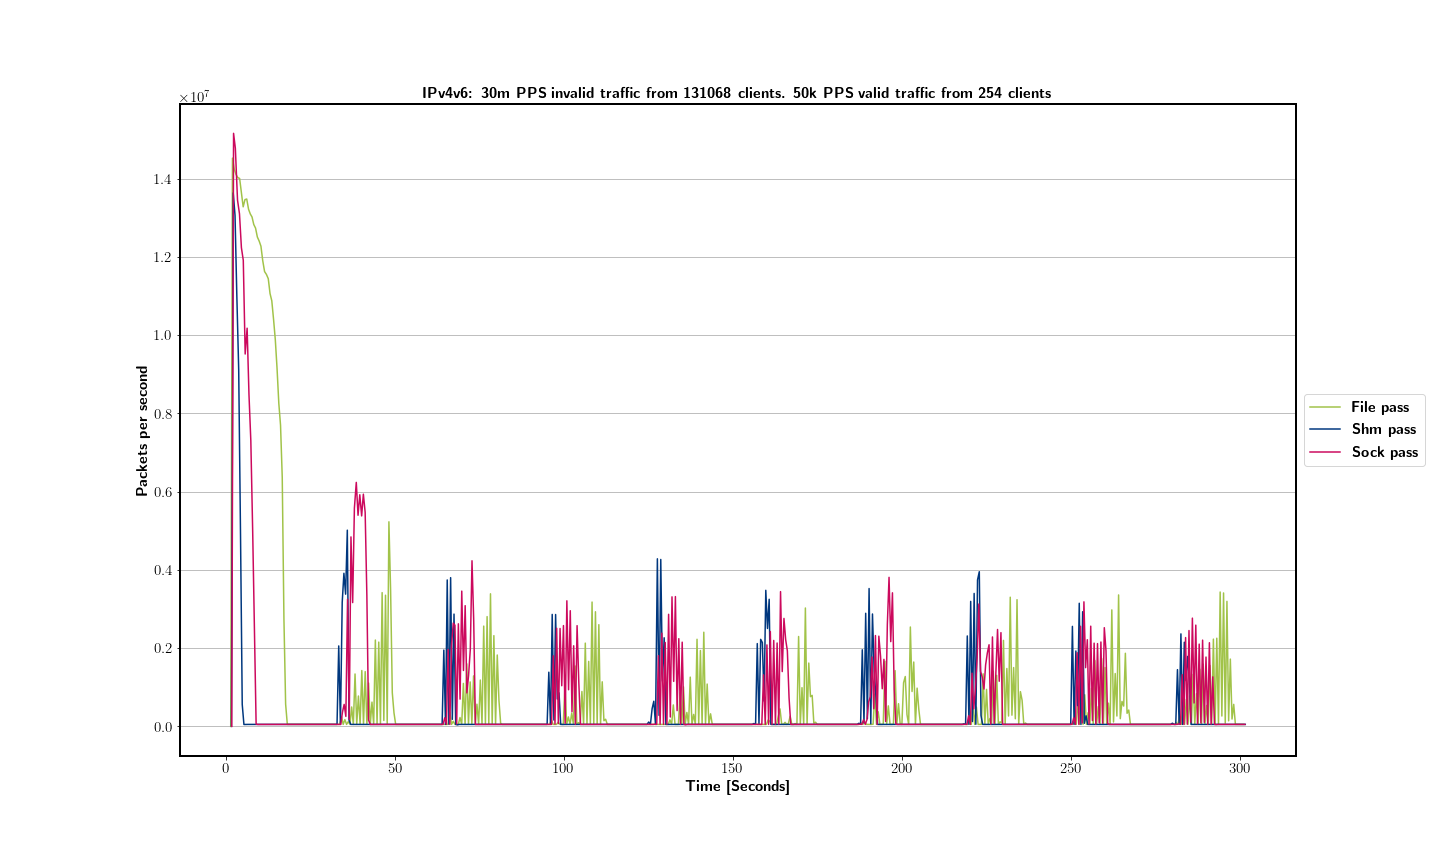 IPv4v6: 30m PPS invalid traffic from 131068 clients. 50k PPS valid traffic from 254 clients
×10⁷
1.4
1.2
1.0
0.8
0.6
0.4
0.2
0.0
Packets per second
0 50 100 150 200 250 300
Time [Seconds]
File pass
Shm pass
Sock pass